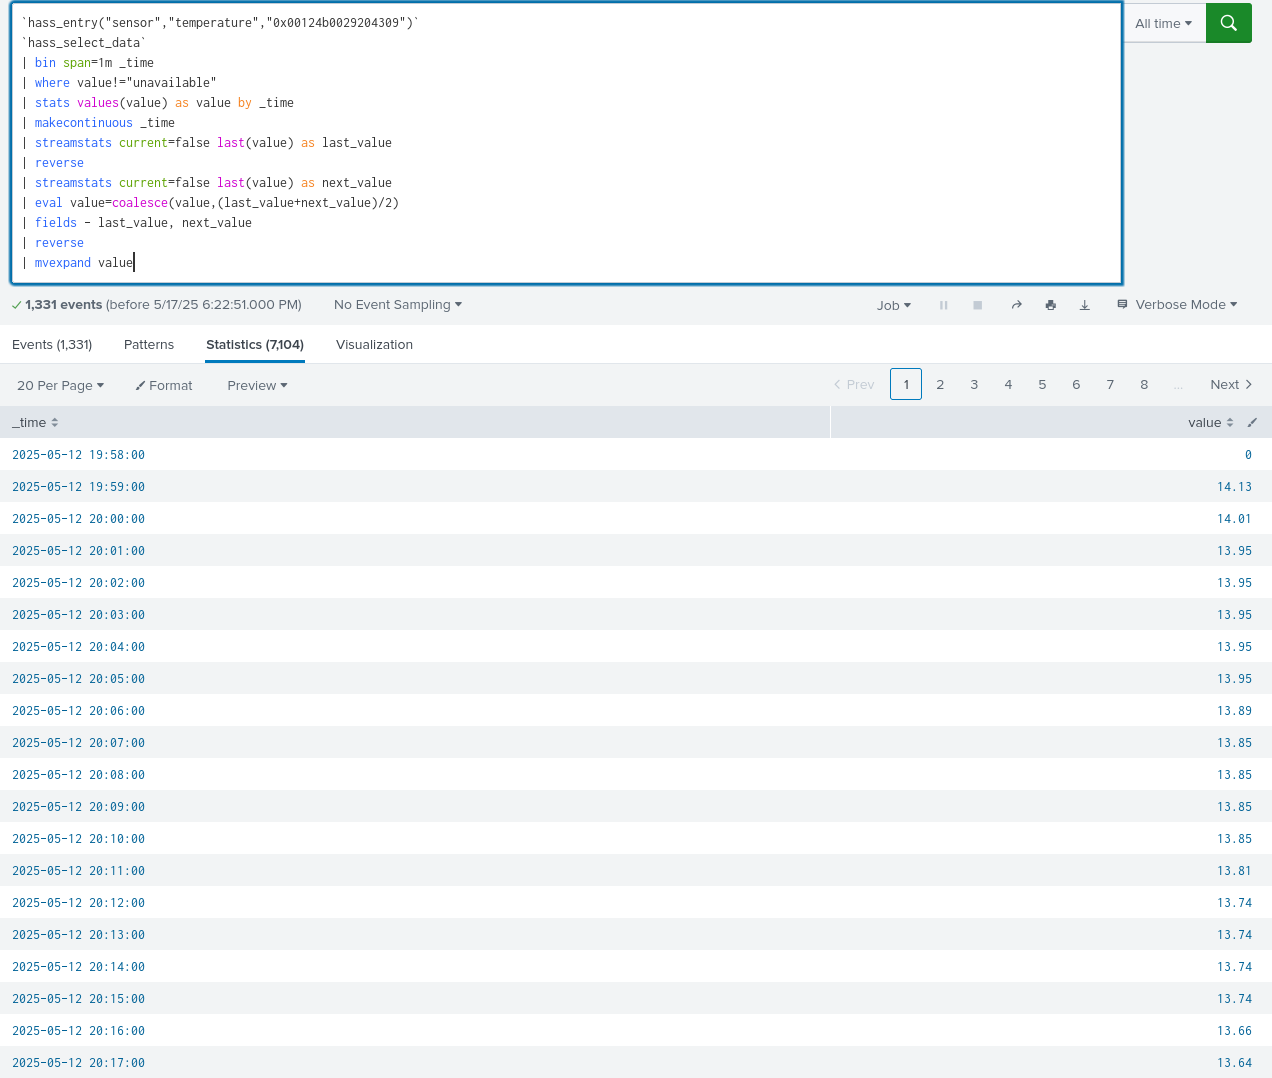 `hass_entry("sensor","temperature","0x00124b0029204309")`
`hass_select_data`
| bin span=1m _time
| where value!="unavailable"
| stats values(value) as value by _time
| makecontinuous _time
| streamstats current=false last(value) as last_value
| reverse
| streamstats current=false last(value) as next_value
| eval value=coalesce(value,(last_value+next_value)/2)
| fields - last_value, next_value
| reverse
| mvexpand value
All time
1,331 events (before 5/17/25 6:22:51.000 PM) No Event Sampling Job Verbose Mode
Events (1,331) Patterns Statistics (7,104) Visualization
20 Per Page Format Preview Prev 1 2 3 4 5 6 7 8 ... Next
_time value
2025-05-12 19:58:00 0
2025-05-12 19:59:00 14.13
2025-05-12 20:00:00 14.01
2025-05-12 20:01:00 13.95
2025-05-12 20:02:00 13.95
2025-05-12 20:03:00 13.95
2025-05-12 20:04:00 13.95
2025-05-12 20:05:00 13.95
2025-05-12 20:06:00 13.89
2025-05-12 20:07:00 13.85
2025-05-12 20:08:00 13.85
2025-05-12 20:09:00 13.85
2025-05-12 20:10:00 13.85
2025-05-12 20:11:00 13.81
2025-05-12 20:12:00 13.74
2025-05-12 20:13:00 13.74
2025-05-12 20:14:00 13.74
2025-05-12 20:15:00 13.74
2025-05-12 20:16:00 13.66
2025-05-12 20:17:00 13.64